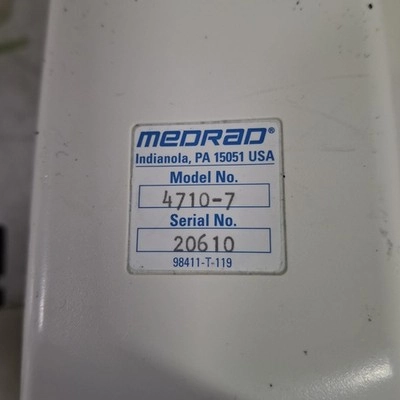 MEDRAD®
Indianola, PA 15051 USA
Model No.
4710-7
Serial No.
20610
98411-T-119